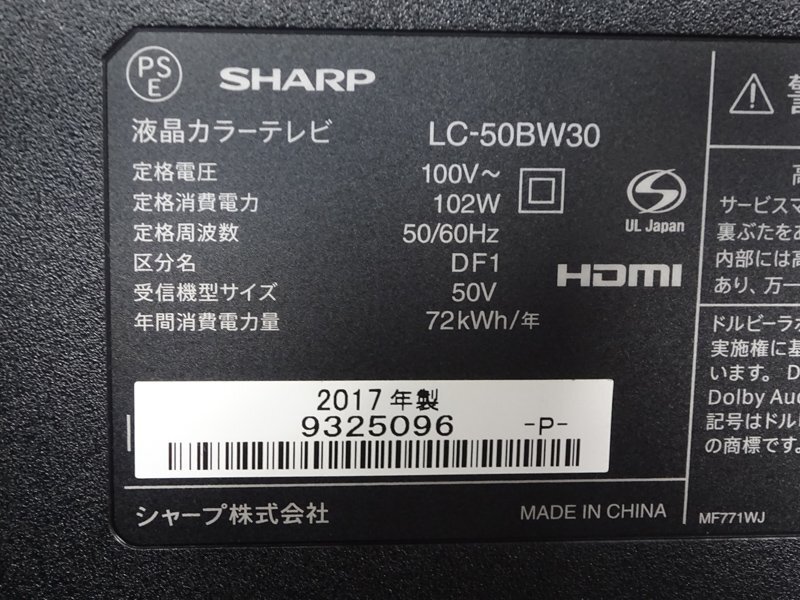 PS
E
SHARP
液晶カラーテレビ LC-50BW30
定格電圧 100V～
定格消費電力 102W
定格周波数 50/60Hz
区分名 DF1
受信機型サイズ 50V
年間消費電力量 72kWh/年
UL Japan
HDMI
2017年製
9325096 -P-
シャープ株式会社 MADE IN CHINA
サービスマ
裏ぶたをあ
内部には高
あり、万一
ドルビーラボ
実施権に基
います。 D
Dolby Aud
記号はドルビ
の商標です。
MF771WJ